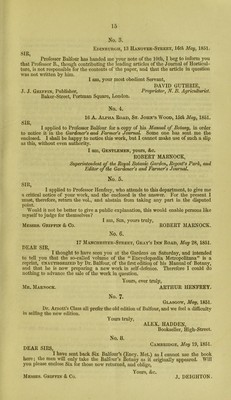 15
No. 3.
EDINBURGH, 13 HANOVER-STREET, 16th May, 1851.
SIR,
Professor Balfour has handed me your note of the 10th, I beg to inform you
that Professor B., though contributing the leading articles of the Journal of Horticul-
ture, is not responsible for the contents of the paper, and that the article in question
was not written by him.
I am, your most obedient Servant,
DAVID GUTHRIE,
J. J. GRIFFIN, Publisher, Proprietor, N. B. Agriculturist.
Baker-Street, Portman Square, London.
No. 4.
16 A. ALPHA ROAD, ST. JOHN'S WOOD, 15th May, 1851.
SIR,
I applied to Professor Balfour for a copy of his Manual of Botany, in order
to notice it in the Gardener's and Farmer's Journal. Some one has sent me the
enclosed. I shall be happy to notice this work, but I cannot make use of such a slip
as this, without even authority.
I am, GENTLEMEN, yours, &c.
ROBERT MARNOCK,
Superintendent of the Royal Botanic Garden, Regent's Park, and
Editor of the Gardener's and Farmer's Journal.
No. 5.
SIR,
I applied to Professor Henfrey, who attends to this department, to give me
a critical notice of your work, and the enclosed is the answer. For the present I
must, therefore, return the vol., and abstain from taking any part in the disputed
point.
Would it not be better to give a public explanation, this would enable persons like
myself to judge for themselves?
I am, Sir, yours truly,
MESSRS. GRIFFIN & Co. ROBERT MARNOCK.
No. 6.
17 MANCHESTER-STREET, GRAY'S INN ROAD, May 26, 1851.
DEAR SIR,
I thought to have seen you at the Gardens on Saturday, and intended
to tell you that the so-called volume of the "Encyclopædia Metropolitana" is a
reprint, UNAUTHORIZED by Dr. Balfour, of the first edition of his Manual of Botany,
and that he is now preparing a new work in self-defence. Therefore I could do
nothing to advance the sale of the work in question.
Yours, ever truly,
MR. MARNOCK. ARTHUR HENFREY.
No. 7.
GLASGOW, May, 1851.
Dr. Arnott's Class all prefer the old edition of Balfour, and we feel a difficulty
in selling the new edition.
Yours truly,
ALEX. HADDEN,
Bookseller, High-Street.
No. 8.
CAMBRIDGE, May 19, 1851.
DEAR SIRS,
I have sent back Six Balfour's (Ency. Met.) as I cannot use the book
here; the men will only take the Balfour's Botany as it originally appeared. Will
you please enclose Six for those now returned, and oblige,
Yours, &c.
MESSRS. GRIFFIN & Co. J. DEIGHTON.